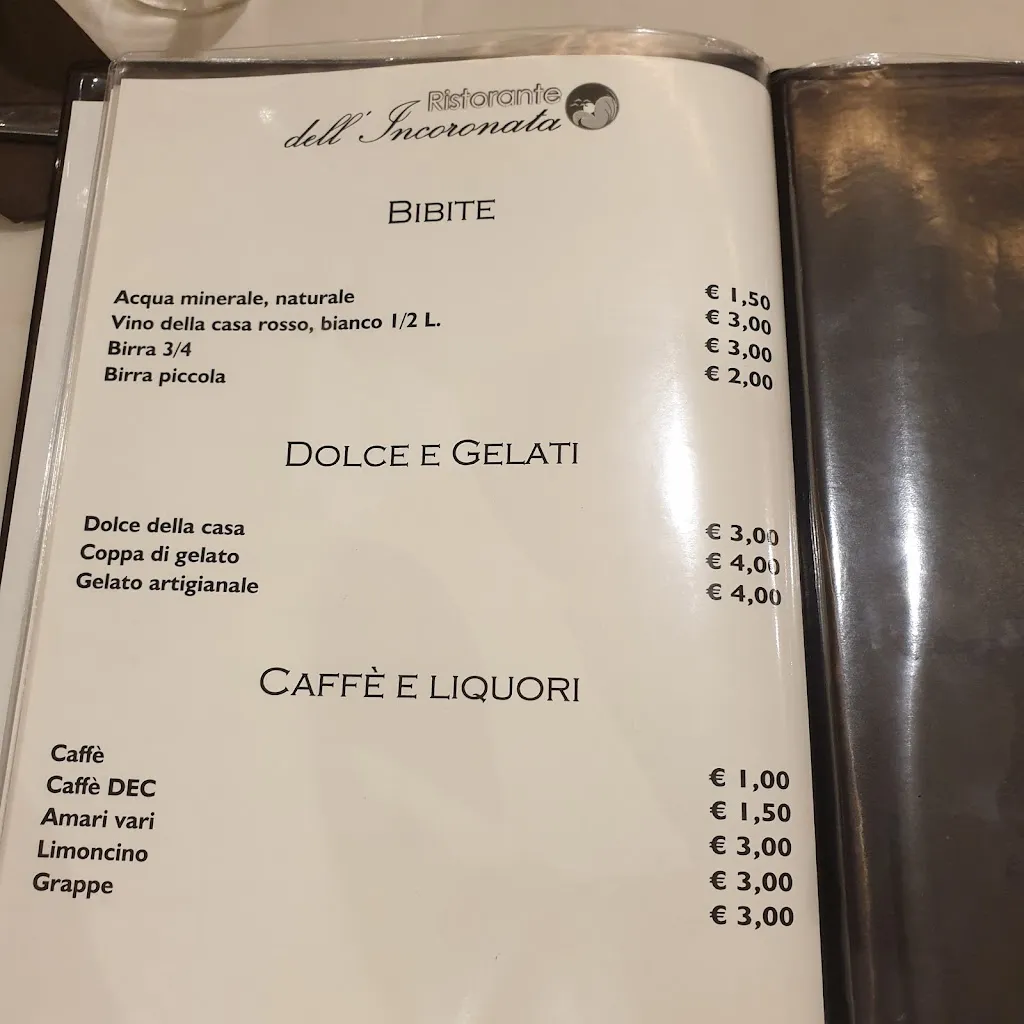 Ristorante
dell'Incoronata
BIBITE
Acqua minerale, naturale € 1,50
Vino della casa rosso, bianco 1/2 L. € 3,00
Birra 3/4 € 3,00
Birra piccola € 2,00
DOLCE E GELATI
Dolce della casa € 3,00
Coppa di gelato € 4,00
Gelato artigianale € 4,00
CAFFÈ E LIQUORI
Caffè € 1,00
Caffè DEC € 1,50
Amari vari € 3,00
Limoncino € 3,00
Grappe € 3,00